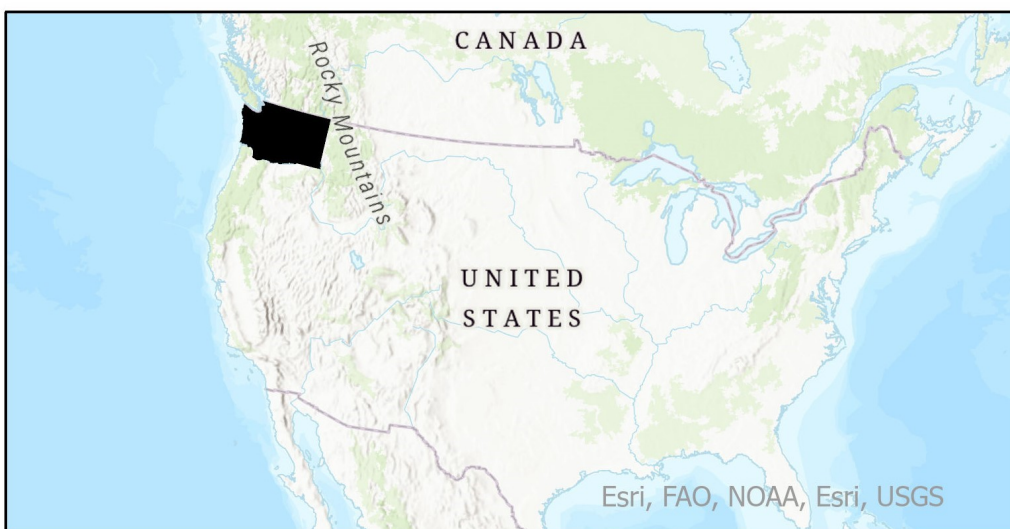 CANADA
Rocky Mountains
UNITED
STATES
Esri, FAO, NOAA, Esri, USGS